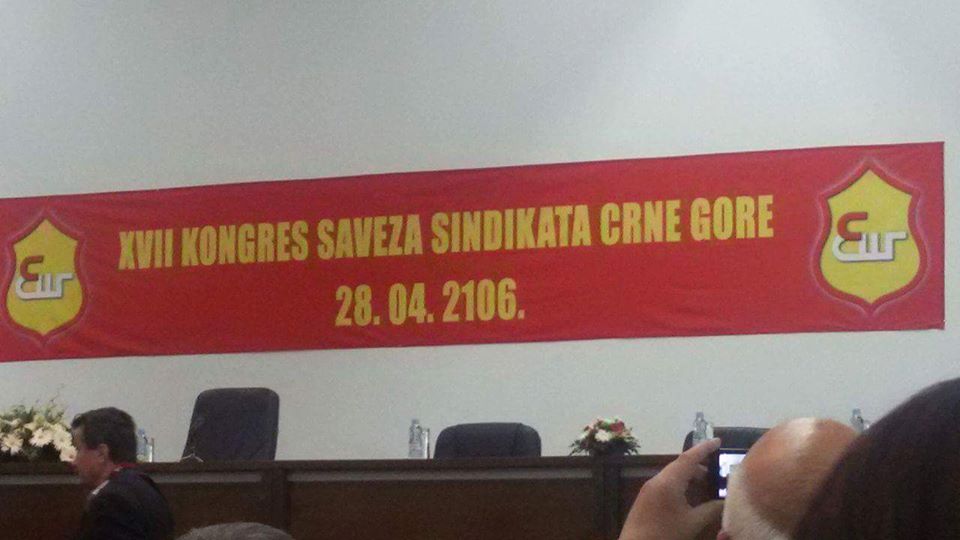 XVII KONGRES SAVEZA SINDIKATA CRNE GORE
28. 04. 2106.